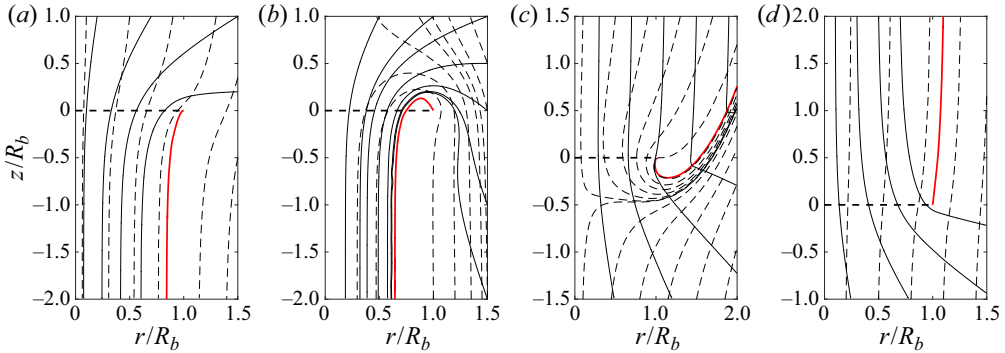 (a) (b) (c) (d)
1.0 1.0 1.5 2.0
0.5 0.5 1.0 1.5
0 0 0.5 1.0
z/R_b −0.5 −0.5 0 0.5
−1.0 −1.0 −0.5 0
−1.5 −1.5 −1.0 −0.5
−2.0 −2.0 −1.5 −1.0
0 0.5 1.0 1.5 0 0.5 1.0 1.5 0 1.0 2.0 0 0.5 1.0 1.5
r/R_b r/R_b r/R_b r/R_b